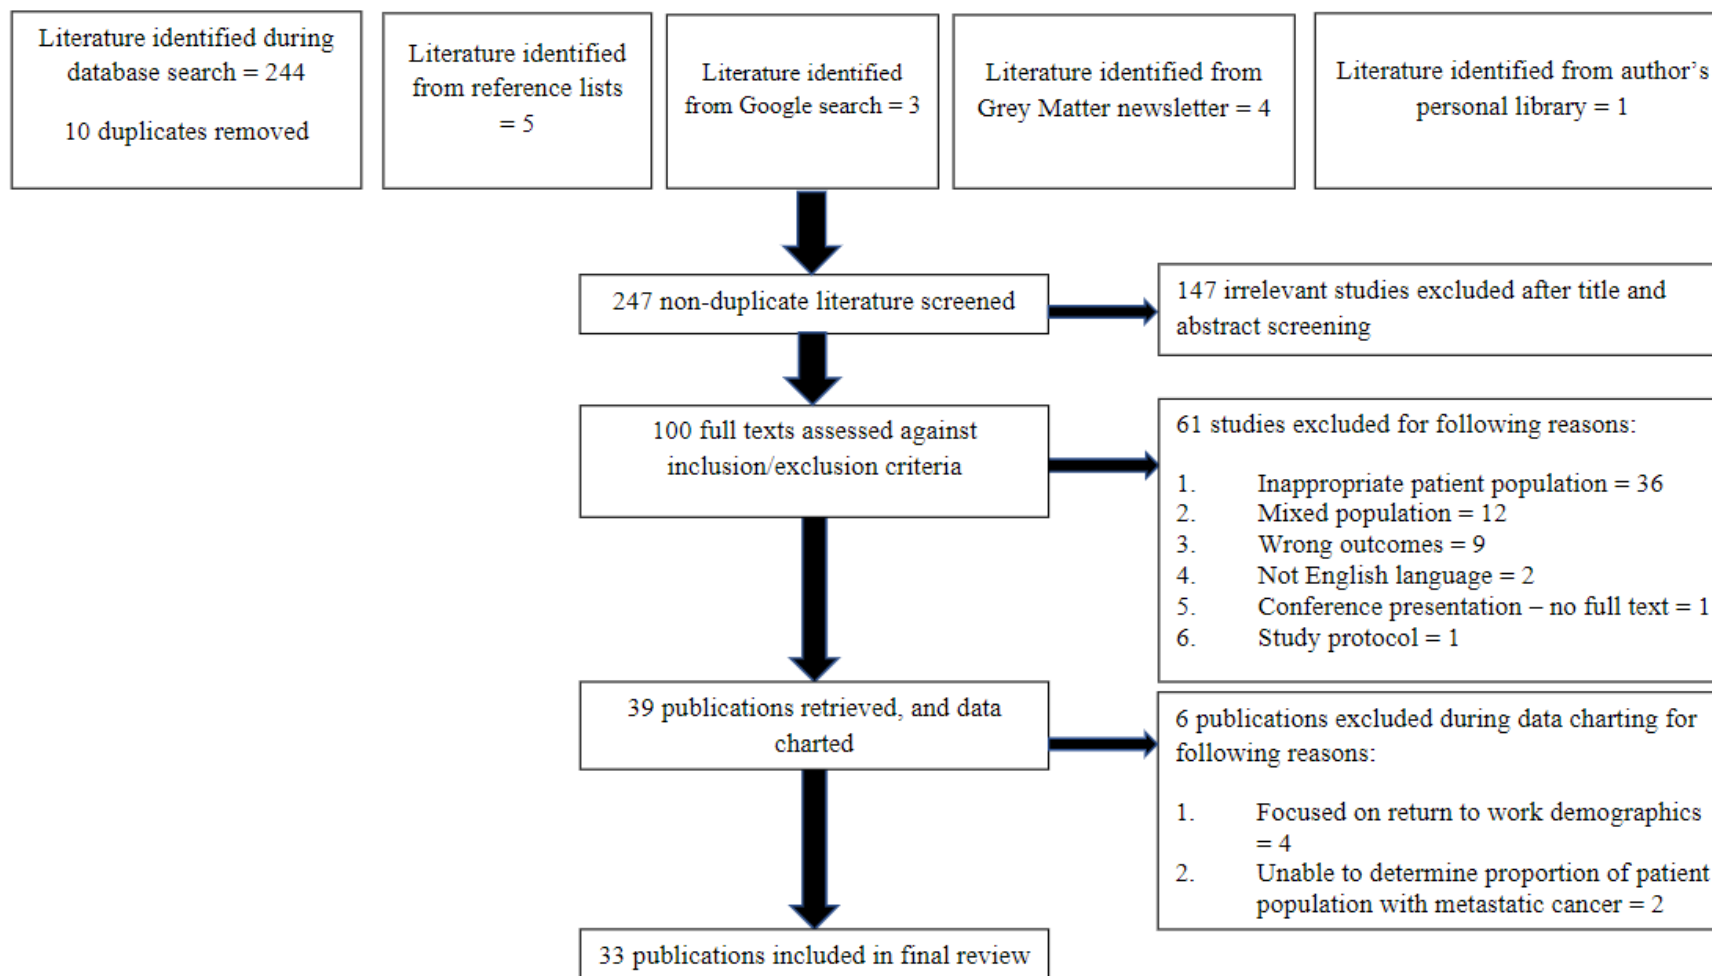 Literature identified during
database search = 244
10 duplicates removed
Literature identified
from reference lists
= 5
Literature identified
from Google search = 3
Literature identified from
Grey Matter newsletter = 4
Literature identified from author’s
personal library = 1
247 non-duplicate literature screened
147 irrelevant studies excluded after title and
abstract screening
100 full texts assessed against
inclusion/exclusion criteria
61 studies excluded for following reasons:
1. Inappropriate patient population = 36
2. Mixed population = 12
3. Wrong outcomes = 9
4. Not English language = 2
5. Conference presentation – no full text = 1
6. Study protocol = 1
39 publications retrieved, and data
charted
6 publications excluded during data charting for
following reasons:
1. Focused on return to work demographics
= 4
2. Unable to determine proportion of patient
population with metastatic cancer = 2
33 publications included in final review